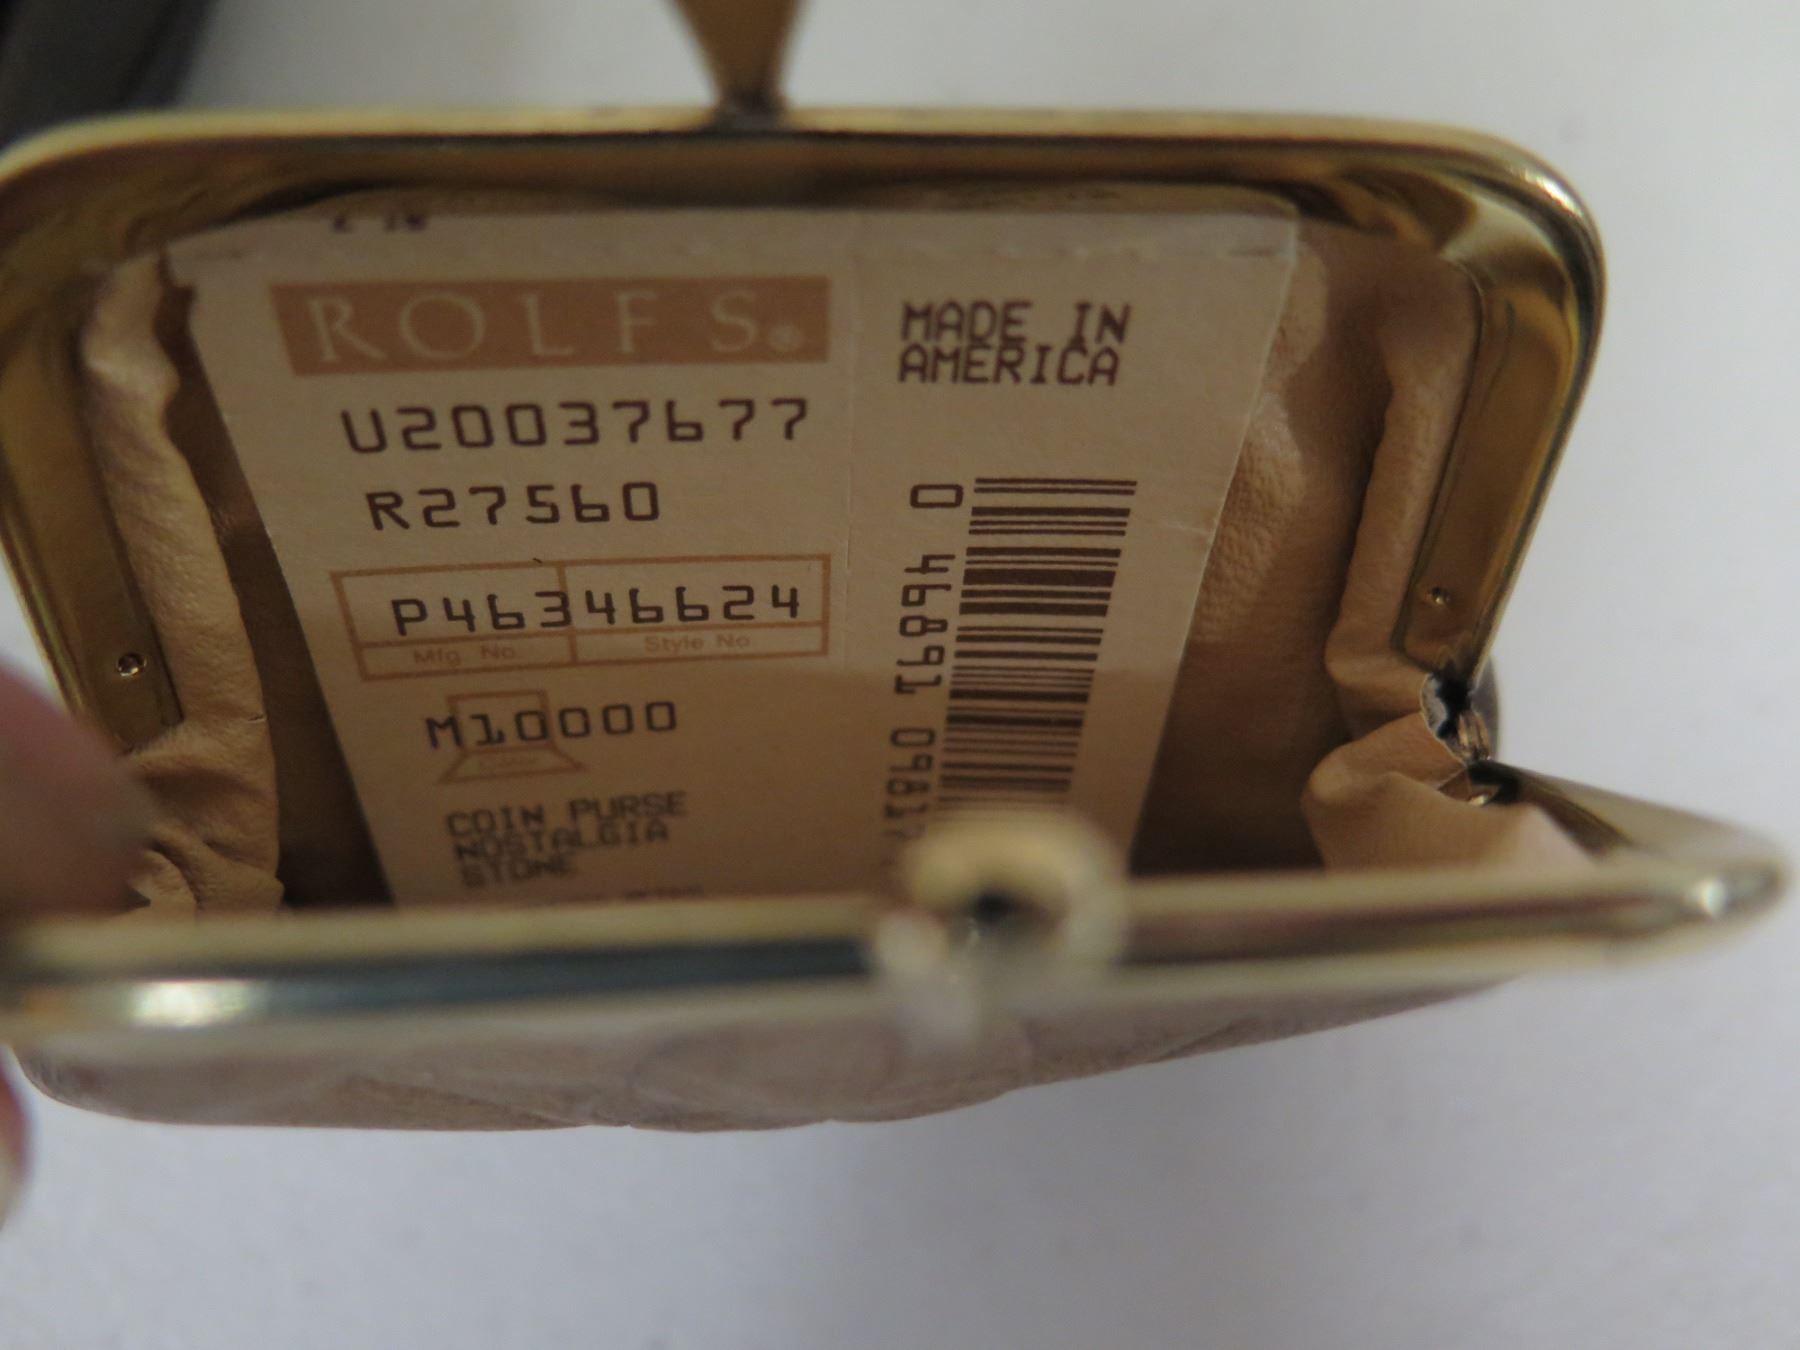 ROLFS®
U20037677
R27560
P46346624
Mfg. No.
Style No.
M10000
COIN PURSE
NOSTALGIA
STONE
MADE IN
AMERICA
0 46891 0981